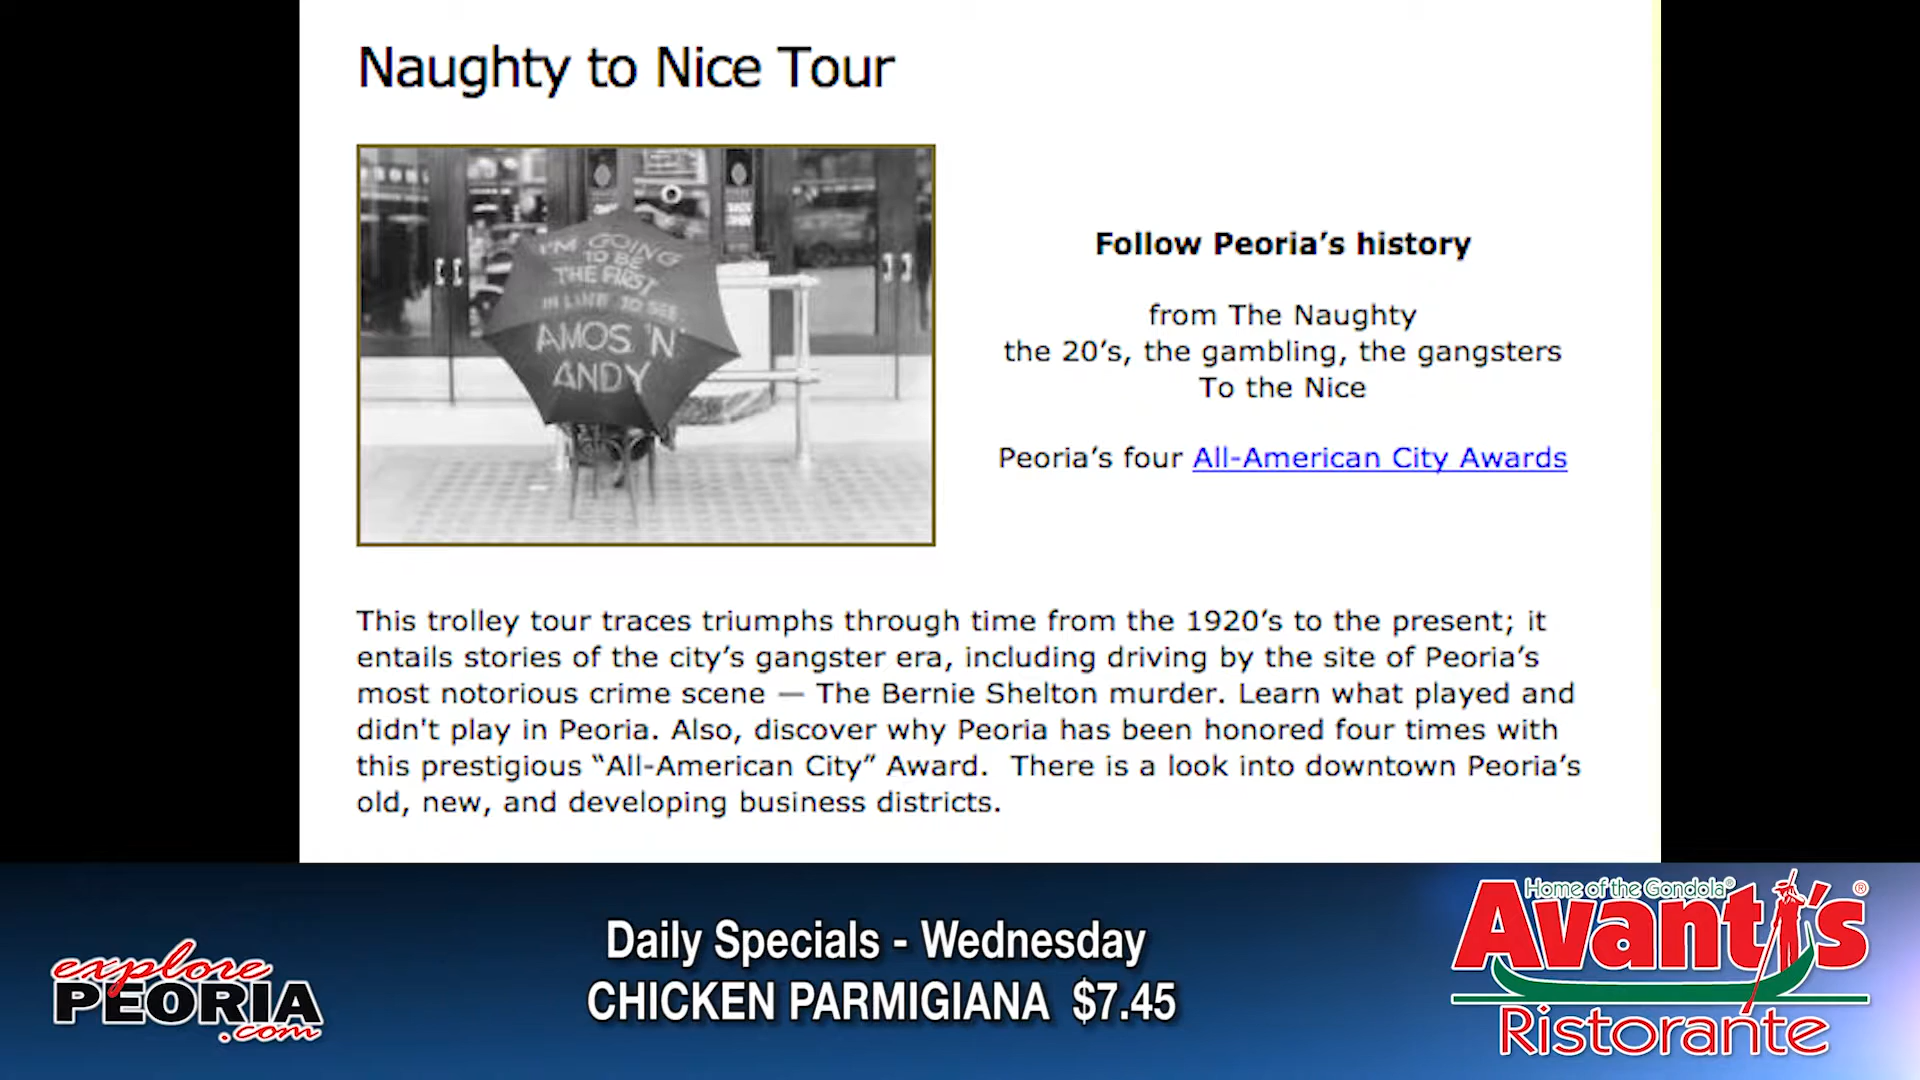 Naughty to Nice Tour
I'M GOING
TO BE
THE FIRST
IN LINE TO SEE
AMOS 'N
ANDY
Follow Peoria’s history
from The Naughty
the 20’s, the gambling, the gangsters
To the Nice
Peoria’s four All-American City Awards
This trolley tour traces triumphs through time from the 1920’s to the present; it
entails stories of the city’s gangster era, including driving by the site of Peoria’s
most notorious crime scene — The Bernie Shelton murder. Learn what played and
didn't play in Peoria. Also, discover why Peoria has been honored four times with
this prestigious “All-American City” Award.  There is a look into downtown Peoria’s
old, new, and developing business districts.
explore
PEORIA
.com
Daily Specials - Wednesday
CHICKEN PARMIGIANA  $7.45
Home of the Gondola®
Avanti's®
Ristorante